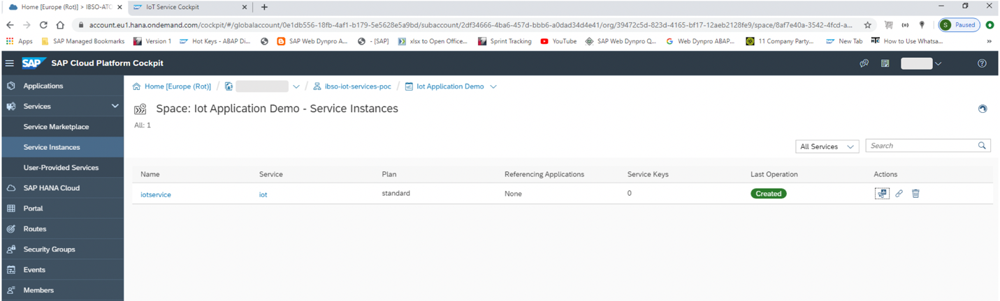 Home [Europe (Rot)] > IBSO-ATC
IoT Service Cockpit
account.eu1.hana.ondemand.com/cockpit/#/globalaccount/0e1db556-18fb-4af1-b179-5e5628e5a9bd/subaccount/2df34666-4ba6-457d-bbb6-a0dad34d4e41/org/39472c5d-823d-4165-bf17-12aeb2128fe9/space/8af7e40a-3542-4fcd-a...
S Paused
Apps SAP Managed Bookmarks Version 1 Hot Keys - ABAP Di... SAP Web Dynpro A... - [SAP] xlsx to Open Office... Sprint Tracking YouTube SAP Web Dynpro Q... Web Dynpro ABAP... 11 Company Party... New Tab How to Use Whatsa... »
SAP SAP Cloud Platform Cockpit
Applications
Services
Service Marketplace
Service Instances
User-Provided Services
SAP HANA Cloud
Portal
Routes
Security Groups
Events
Members
Home [Europe (Rot)] / / ibso-iot-services-poc / Iot Application Demo
Space: Iot Application Demo - Service Instances
All: 1
All Services Search
Name Service Plan Referencing Applications Service Keys Last Operation Actions
iotservice iot standard None 0 Created